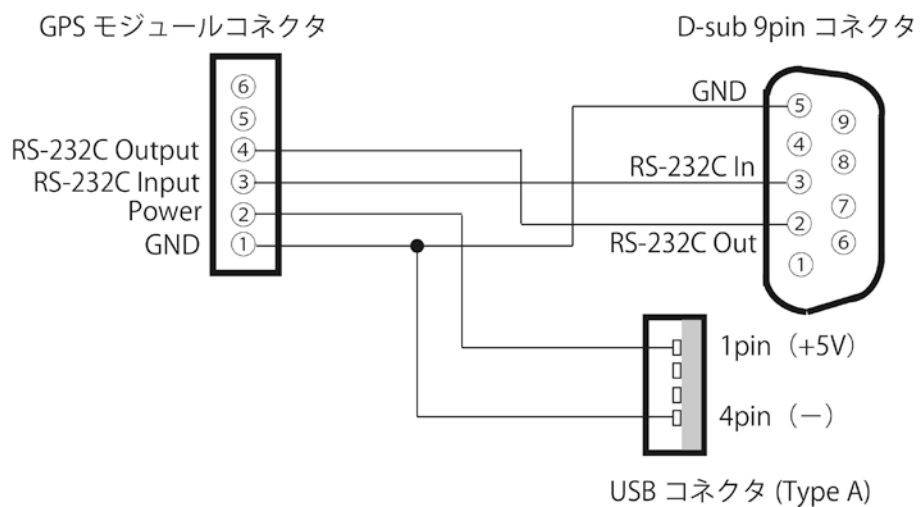 GPS モジュールコネクタ
D-sub 9pin コネクタ
⑥
⑤
RS-232C Output ④
RS-232C Input ③
Power ②
GND ①
GND ⑤
④
RS-232C In ③
RS-232C Out ②
①
⑨
⑧
⑦
⑥
1pin（+5V）
4pin（－）
USB コネクタ (Type A)